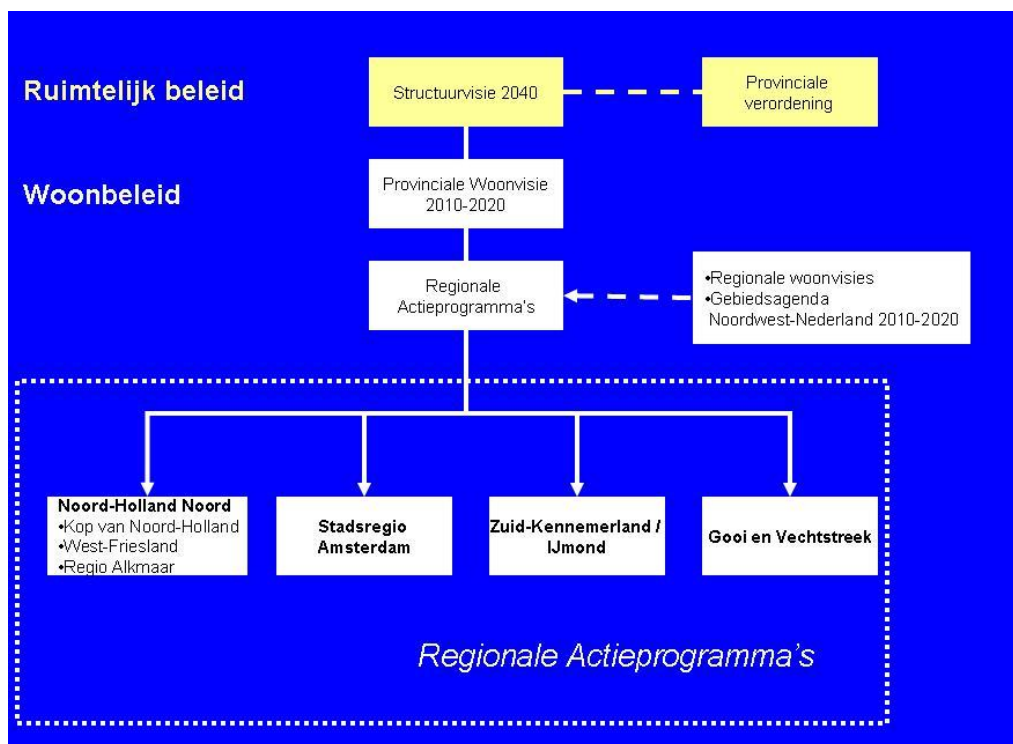 Ruimtelijk beleid
Structuurvisie 2040
Provinciale
verordening
Woonbeleid
Provinciale Woonvisie
2010-2020
Regionale
Actieprogramma's
•Regionale woonvisies
•Gebiedsagenda
Noordwest-Nederland 2010-2020
Noord-Holland Noord
•Kop van Noord-Holland
•West-Friesland
•Regio Alkmaar
Stadsregio
Amsterdam
Zuid-Kennemerland /
IJmond
Gooi en Vechtstreek
Regionale Actieprogramma's